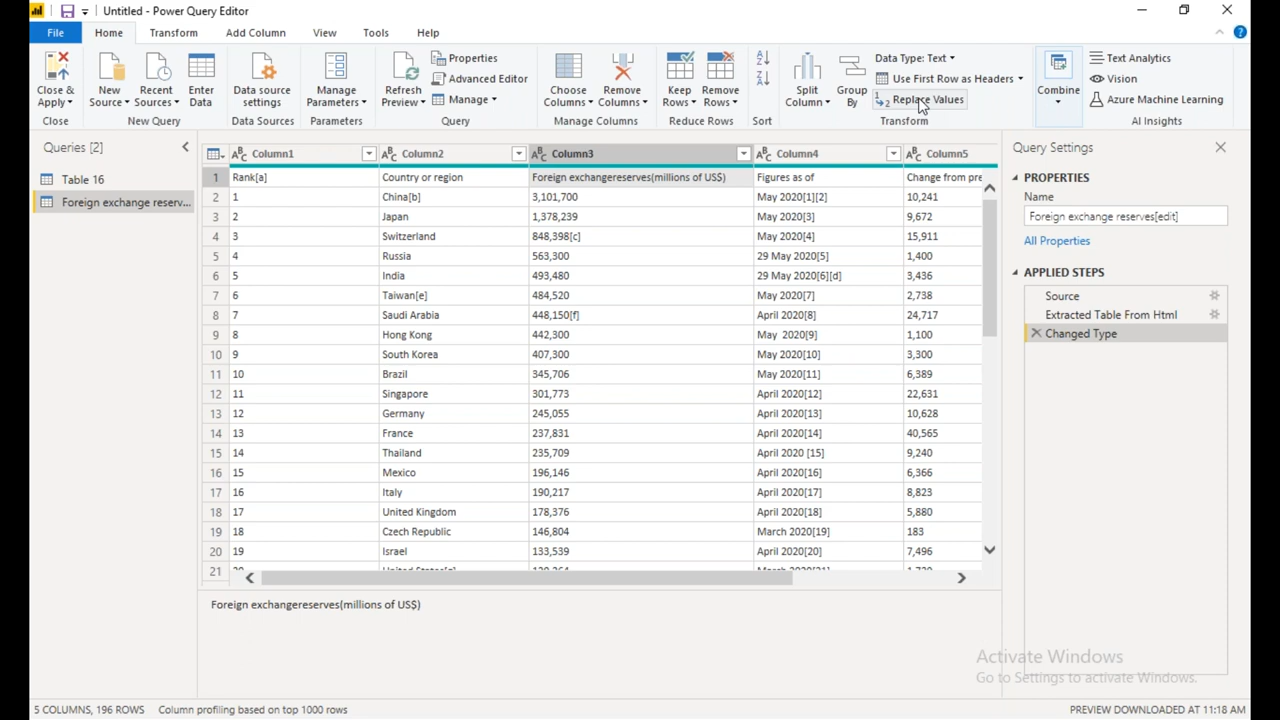 Untitled - Power Query Editor
File Home Transform Add Column View Tools Help
Close & Apply
New Source
Recent Sources
Enter Data
Data source settings
Manage Parameters
Refresh Preview
Properties
Advanced Editor
Manage
Choose Columns
Remove Columns
Keep Rows
Remove Rows
Split Column
Group By
Data Type: Text
Use First Row as Headers
Replace Values
Combine
Text Analytics
Vision
Azure Machine Learning
Close New Query Data Sources Parameters Query Manage Columns Reduce Rows Sort Transform AI Insights
Queries [2]
Table 16
Foreign exchange reserv...
Column1 Column2 Column3 Column4 Column5
1 Rank[a] Country or region Foreign exchangereserves(millions of US$) Figures as of Change from pre
2 1 China[b] 3,101,700 May 2020[1][2] 10,241
3 2 Japan 1,378,239 May 2020[3] 9,672
4 3 Switzerland 848,398[c] May 2020[4] 15,911
5 4 Russia 563,300 29 May 2020[5] 1,400
6 5 India 493,480 29 May 2020[6][d] 3,436
7 6 Taiwan[e] 484,520 May 2020[7] 2,738
8 7 Saudi Arabia 448,150[f] April 2020[8] 24,717
9 8 Hong Kong 442,300 May 2020[9] 1,100
10 9 South Korea 407,300 May 2020[10] 3,300
11 10 Brazil 345,706 May 2020[11] 6,389
12 11 Singapore 301,773 April 2020[12] 22,631
13 12 Germany 245,055 April 2020[13] 10,628
14 13 France 237,831 April 2020[14] 40,565
15 14 Thailand 235,709 April 2020 [15] 9,240
16 15 Mexico 196,146 April 2020[16] 6,366
17 16 Italy 190,217 April 2020[17] 8,823
18 17 United Kingdom 178,376 April 2020[18] 5,880
19 18 Czech Republic 146,804 March 2020[19] 183
20 19 Israel 133,539 April 2020[20] 7,496
21
Foreign exchangereserves(millions of US$)
Query Settings
PROPERTIES
Name
Foreign exchange reserves[edit]
All Properties
APPLIED STEPS
Source
Extracted Table From Html
Changed Type
Activate Windows
Go to Settings to activate Windows.
5 COLUMNS, 196 ROWS Column profiling based on top 1000 rows PREVIEW DOWNLOADED AT 11:18 AM